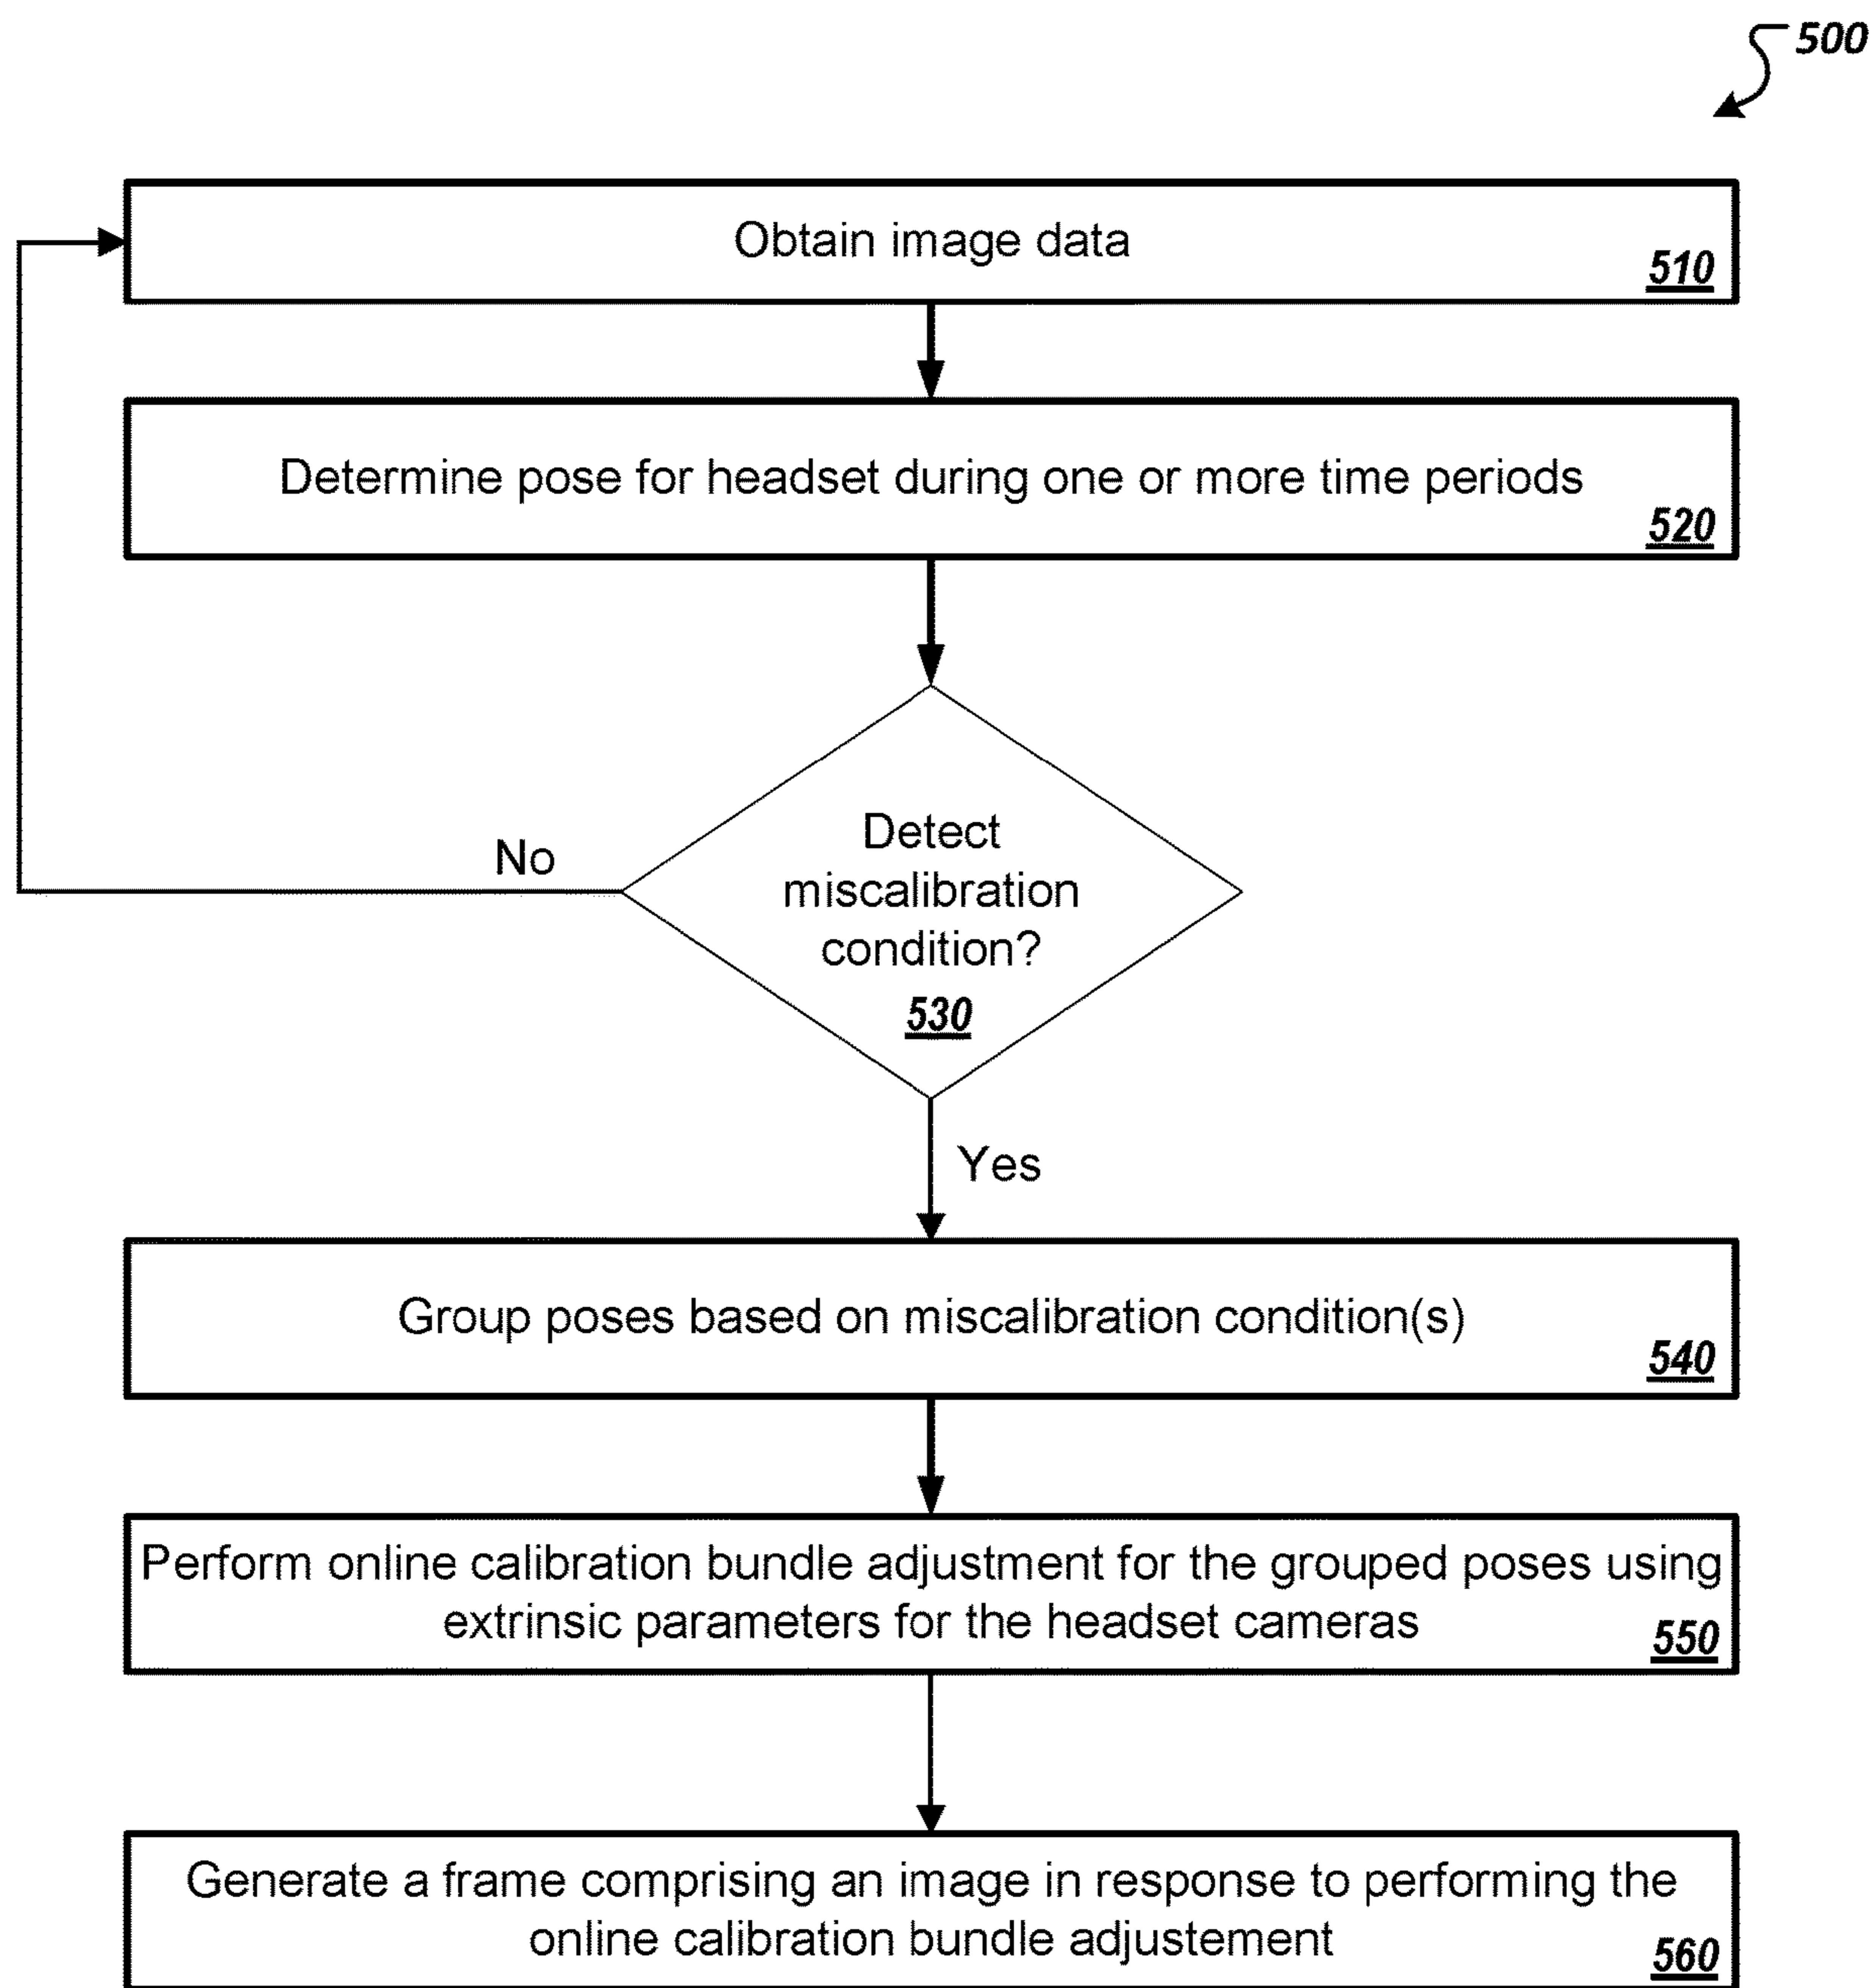 500
Obtain image data
510
Determine pose for headset during one or more time periods
520
Detect
miscalibration
condition?
530
No
Yes
Group poses based on miscalibration condition(s)
540
Perform online calibration bundle adjustment for the grouped poses using
extrinsic parameters for the headset cameras
550
Generate a frame comprising an image in response to performing the
online calibration bundle adjustement
560